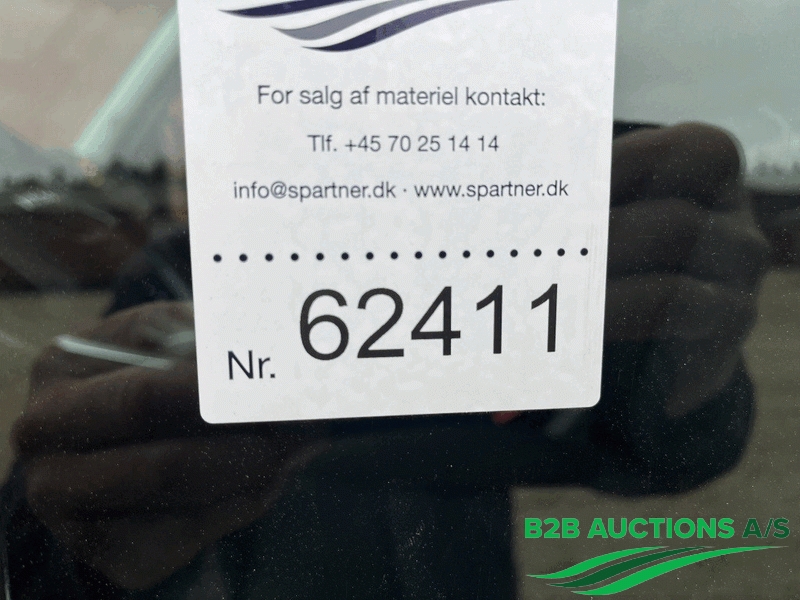 For salg af materiel kontakt:
Tlf. +45 70 25 14 14
info@spartner.dk · www.spartner.dk
Nr. 62411
B2B AUCTIONS A/S